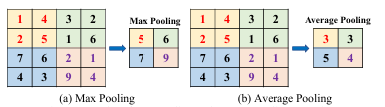 1 4 3 2
2 5 1 6
7 6 2 1
4 3 9 4
Max Pooling
5 6
7 9
(a) Max Pooling
1 4 3 2
2 5 1 6
7 6 2 1
4 3 9 4
Average Pooling
3 3
5 4
(b) Average Pooling